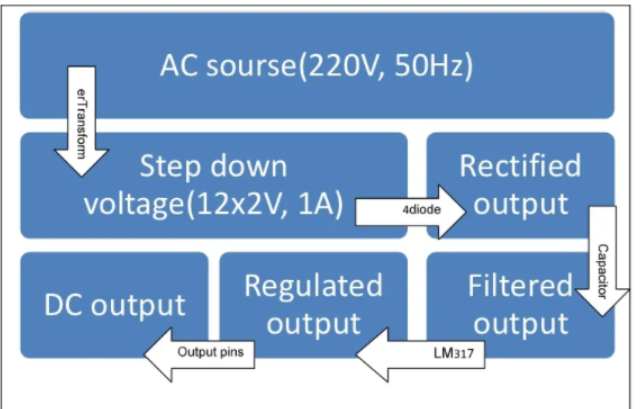 AC sourse(220V, 50Hz)
erTransform
Step down
voltage(12x2V, 1A)
4diode
Rectified
output
Capacitor
DC output
Regulated
output
Filtered
output
Output pins
LM317